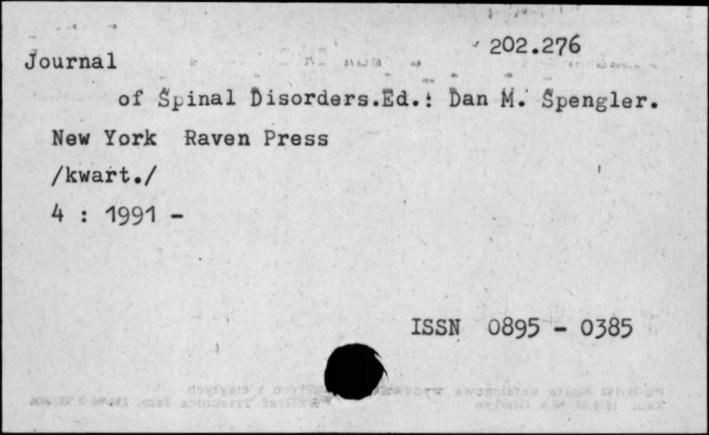 202.276
Journal
of Spinal Disorders.Ed.: Dan M. Spengler.
New York Raven Press
/kwart./
4 : 1991 -
ISSN 0895 - 0385